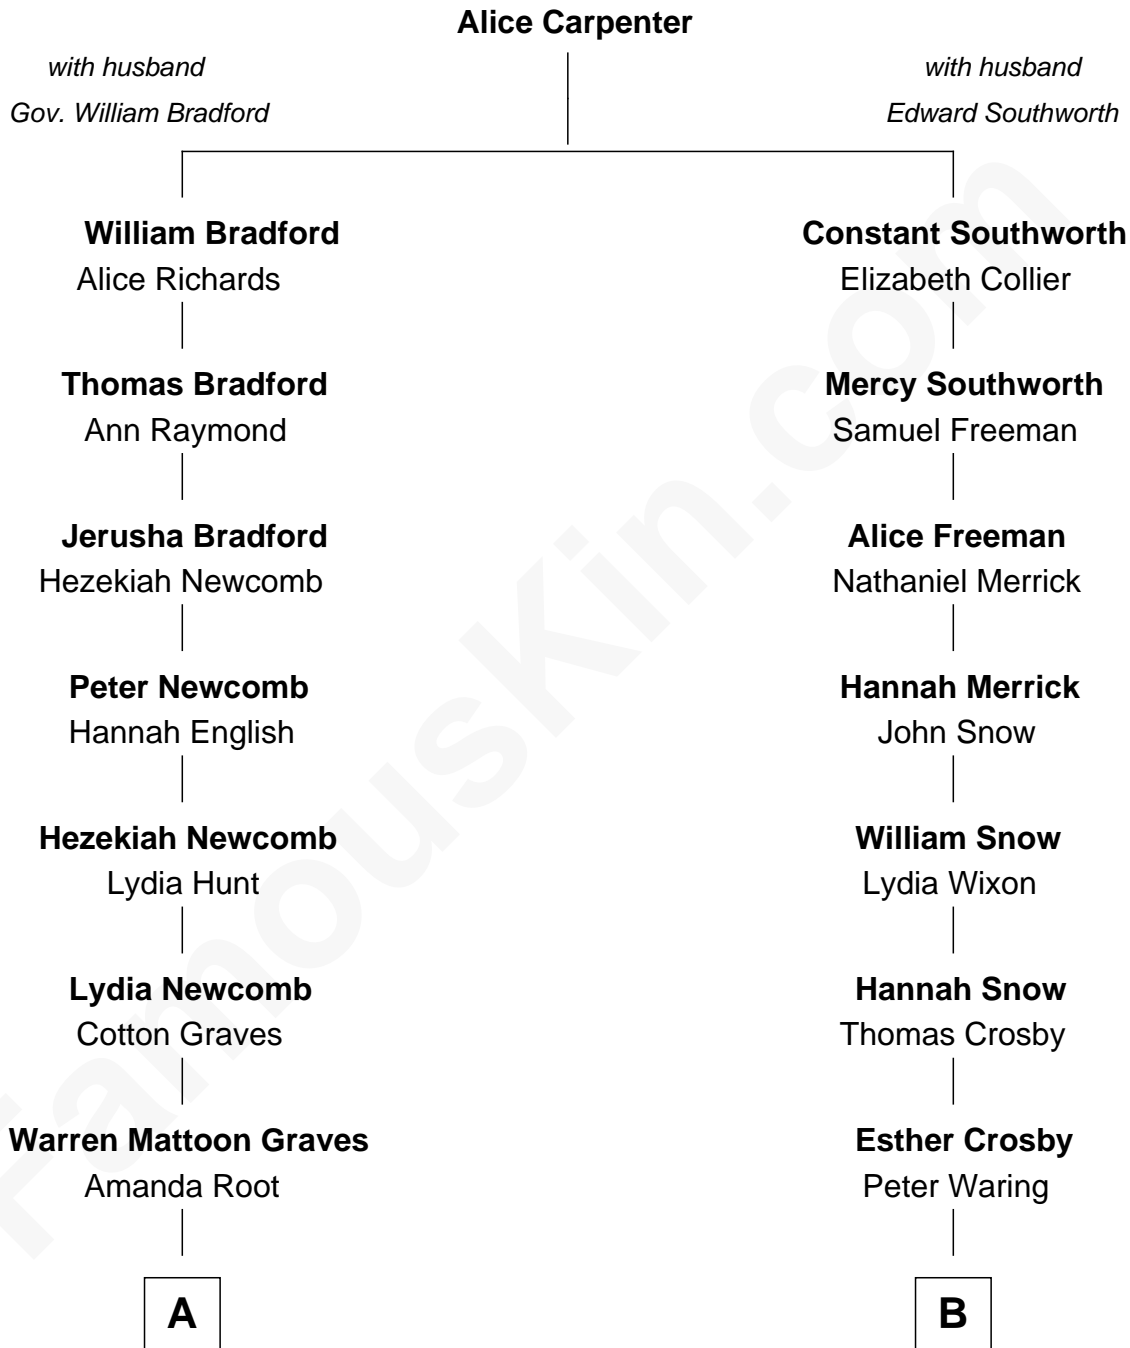 Alice Carpenter
with husband
Gov. William Bradford
with husband
Edward Southworth
William Bradford
Alice Richards
Constant Southworth
Elizabeth Collier
Thomas Bradford
Ann Raymond
Mercy Southworth
Samuel Freeman
Jerusha Bradford
Hezekiah Newcomb
Alice Freeman
Nathaniel Merrick
Peter Newcomb
Hannah English
Hannah Merrick
John Snow
Hezekiah Newcomb
Lydia Hunt
William Snow
Lydia Wixon
Lydia Newcomb
Cotton Graves
Hannah Snow
Thomas Crosby
Warren Mattoon Graves
Amanda Root
Esther Crosby
Peter Waring
A
B
FamousKin.com